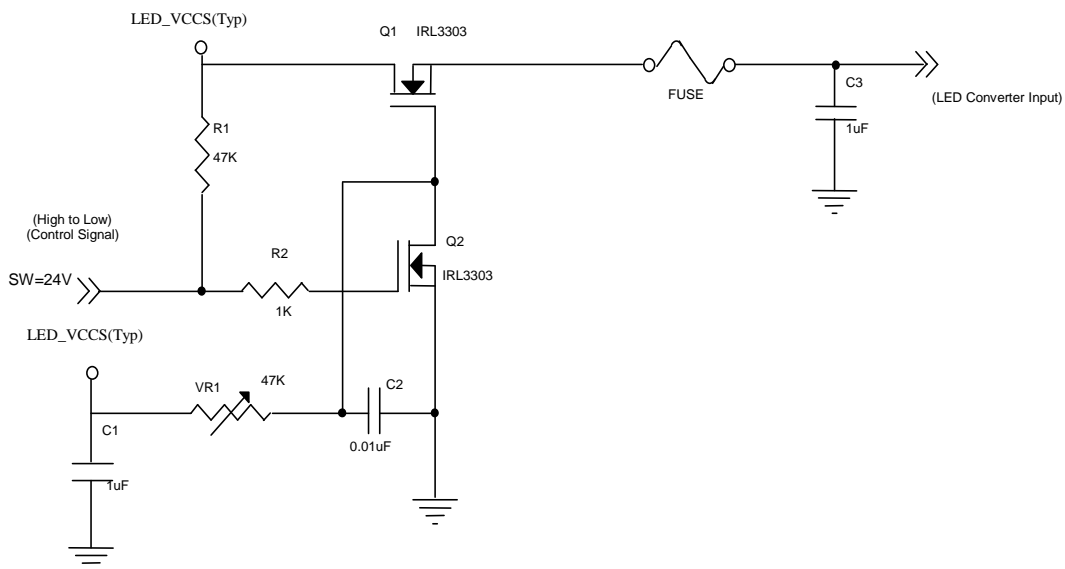 LED_VCCS(Typ)
Q1 IRL3303
FUSE
C3
(LED Converter Input)
1uF
R1
47K
(High to Low)
(Control Signal)
SW=24V
R2
1K
Q2
IRL3303
LED_VCCS(Typ)
VR1
47K
C2
0.01uF
C1
1uF